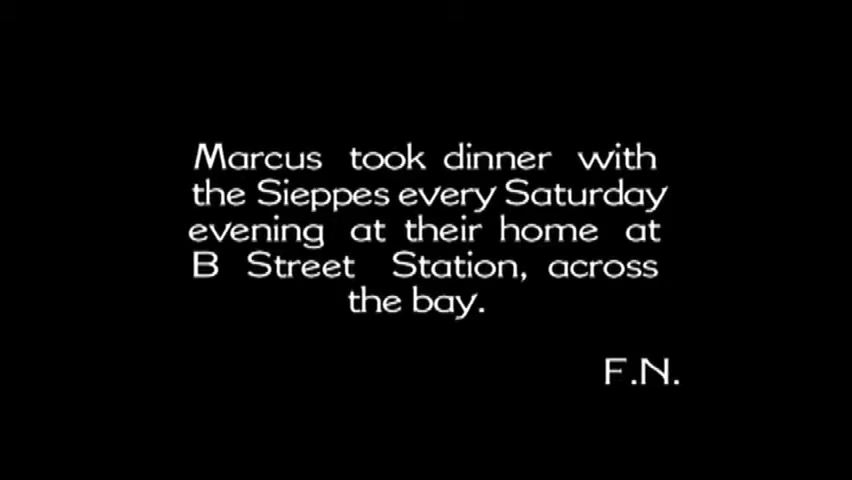 Marcus took dinner with
the Sieppes every Saturday
evening at their home at
B Street Station, across
the bay.
F.N.